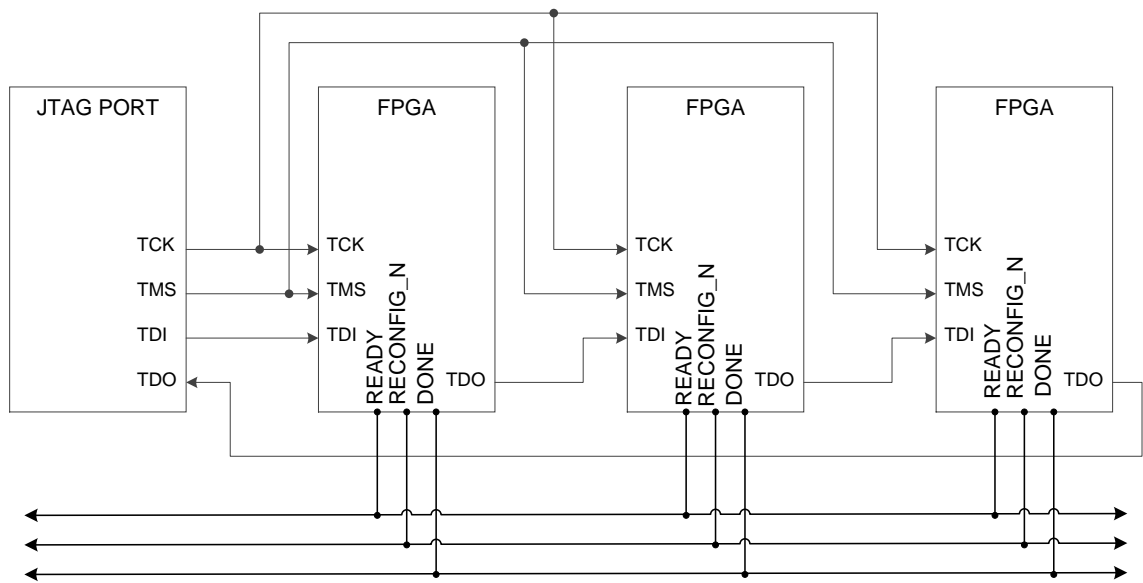 JTAG PORT
FPGA
FPGA
FPGA
TCK
TCK
TCK
TCK
TMS
TMS
TMS
TMS
TDI
TDI
TDI
TDI
TDO
READY
RECONFIG_N
DONE
TDO
READY
RECONFIG_N
DONE
TDO
READY
RECONFIG_N
DONE
TDO